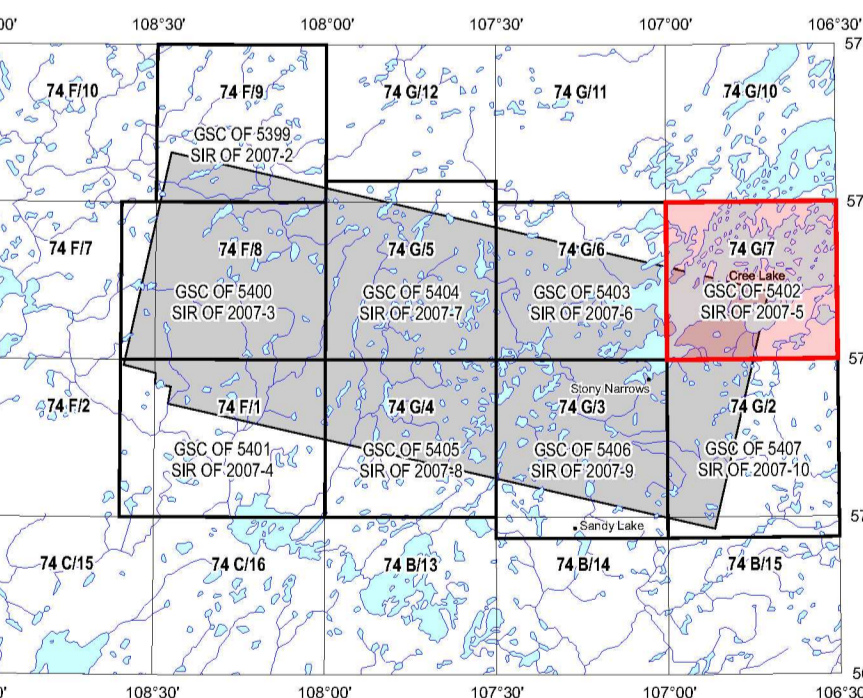 00' 108°30' 108°00' 107°30' 107°00' 106°30'
57
74 F/10 74 F/9 74 G/12 74 G/11 74 G/10
GSC OF 5399
SIR OF 2007-2
57
74 F/7 74 F/8 74 G/5 74 G/6 74 G/7
Cree Lake
GSC OF 5400 GSC OF 5404 GSC OF 5403 GSC OF 5402
SIR OF 2007-3 SIR OF 2007-7 SIR OF 2007-6 SIR OF 2007-5
57
Stony Narrows
74 F/2 74 F/1 74 G/4 74 G/3 74 G/2
GSC OF 5401 GSC OF 5405 GSC OF 5406 GSC OF 5407
SIR OF 2007-4 SIR OF 2007-8 SIR OF 2007-9 SIR OF 2007-10
57
Sandy Lake
74 C/15 74 C/16 74 B/13 74 B/14 74 B/15
5
0' 108°30' 108°00' 107°30' 107°00' 106°30